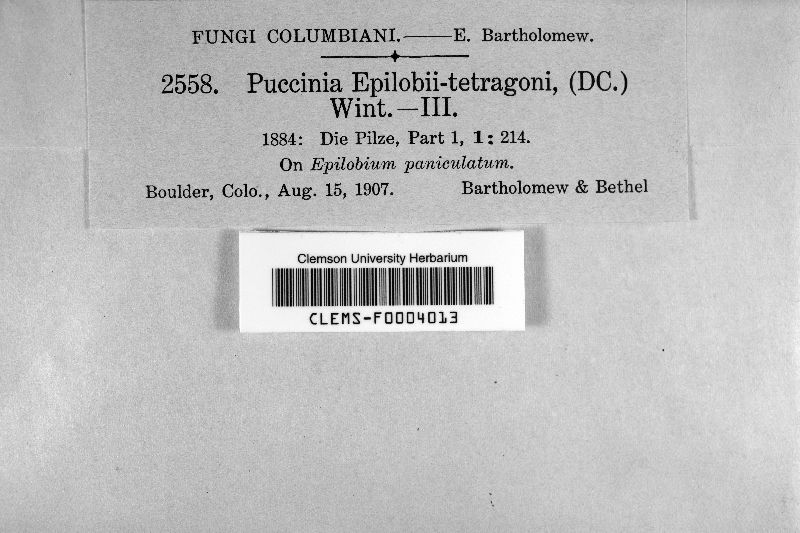 FUNGI COLUMBIANI.——E. Bartholomew.
2558. Puccinia Epilobii-tetragoni, (DC.)
Wint.—III.
1884: Die Pilze, Part 1, 1: 214.
On Epilobium paniculatum.
Boulder, Colo., Aug. 15, 1907. Bartholomew & Bethel
Clemson University Herbarium
CLEMS-F0004013